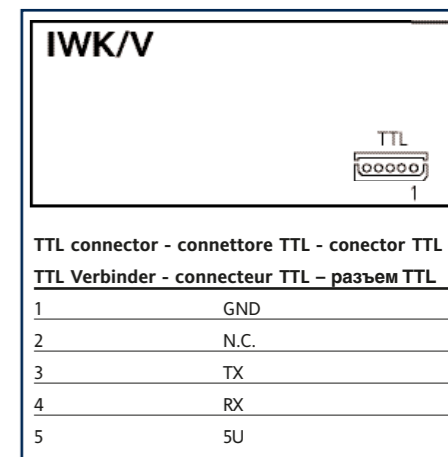 IWK/V
TTL
1
TTL connector - connettore TTL - conector TTL
TTL Verbinder - connecteur TTL – разъем TTL
1 GND
2 N.C.
3 TX
4 RX
5 5U